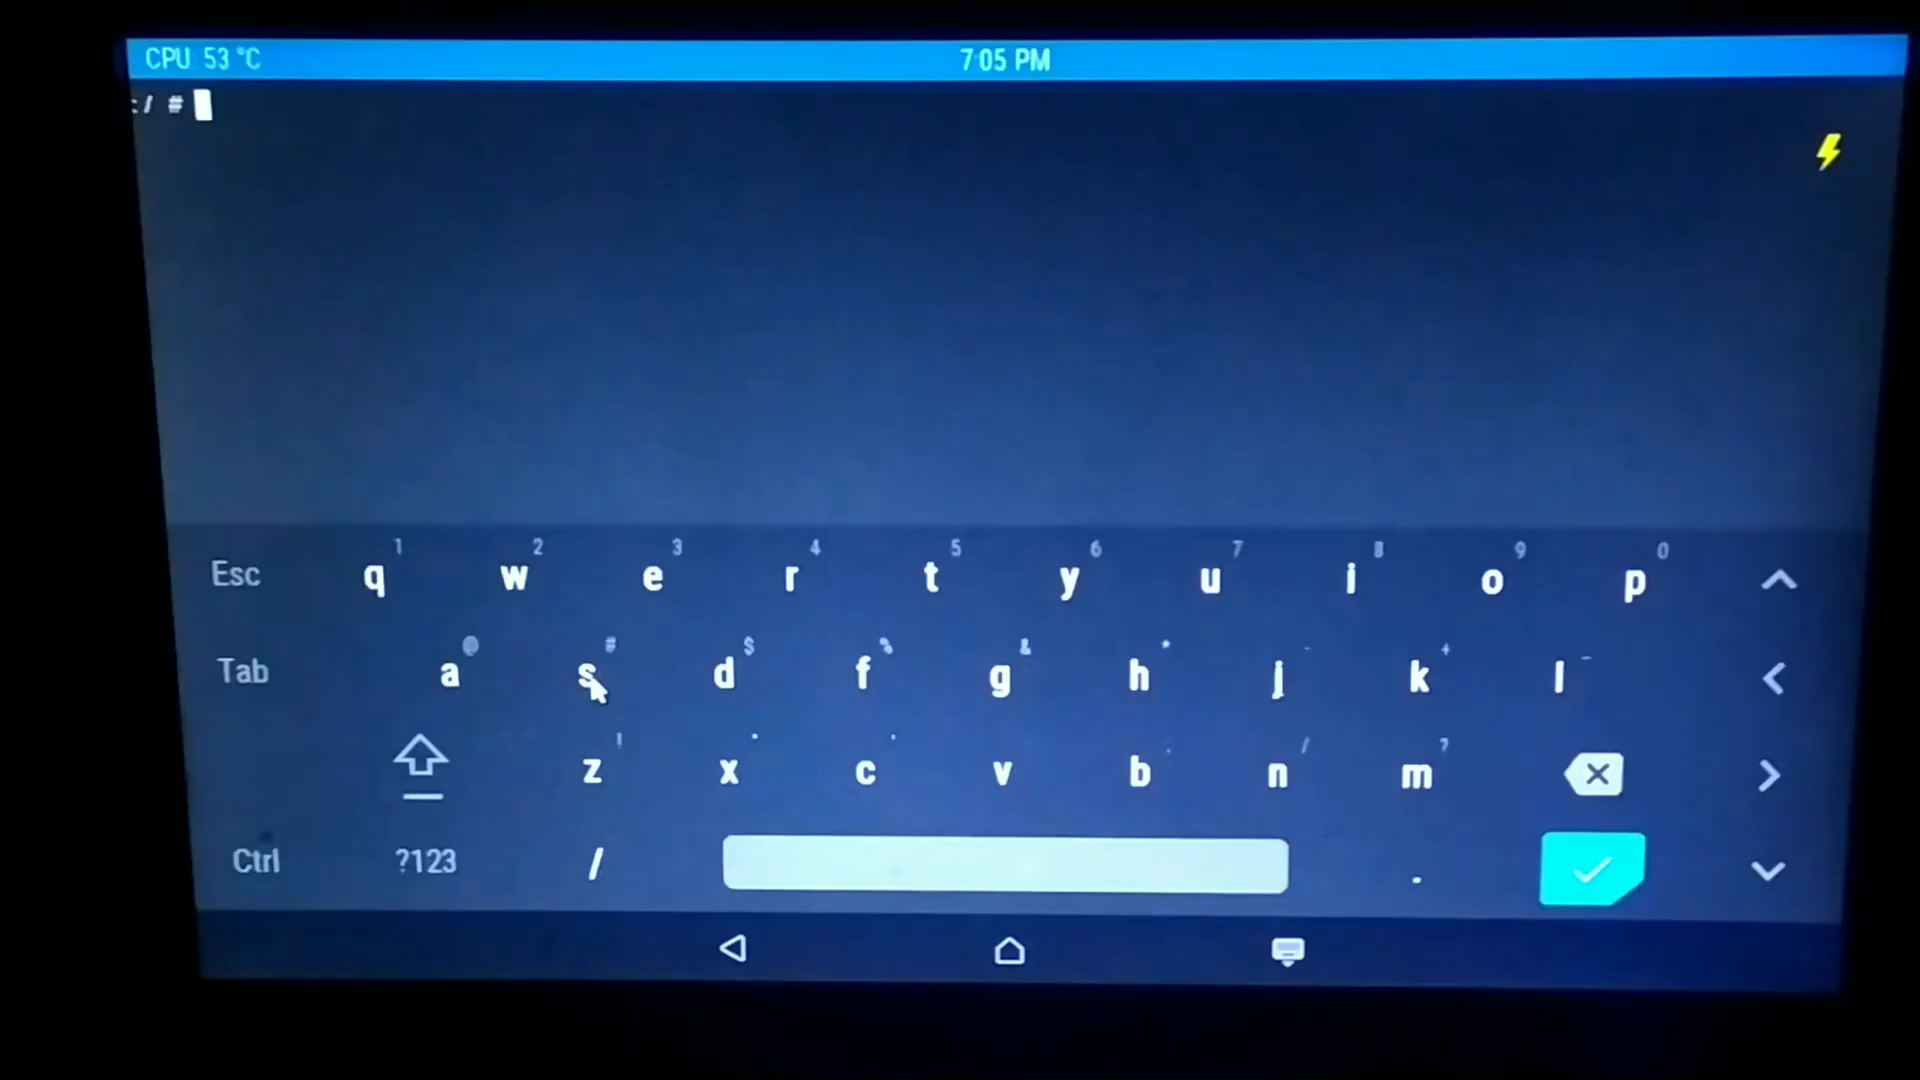 CPU 53 °C 7:05 PM
:/ #
1 2 3 4 5 6 7 8 9 0
Esc q w e r t y u i o p
@ # $ % & * - + _
Tab a s d f g h j k l
! / ?
z x c v b n m
Ctrl ?123 / .